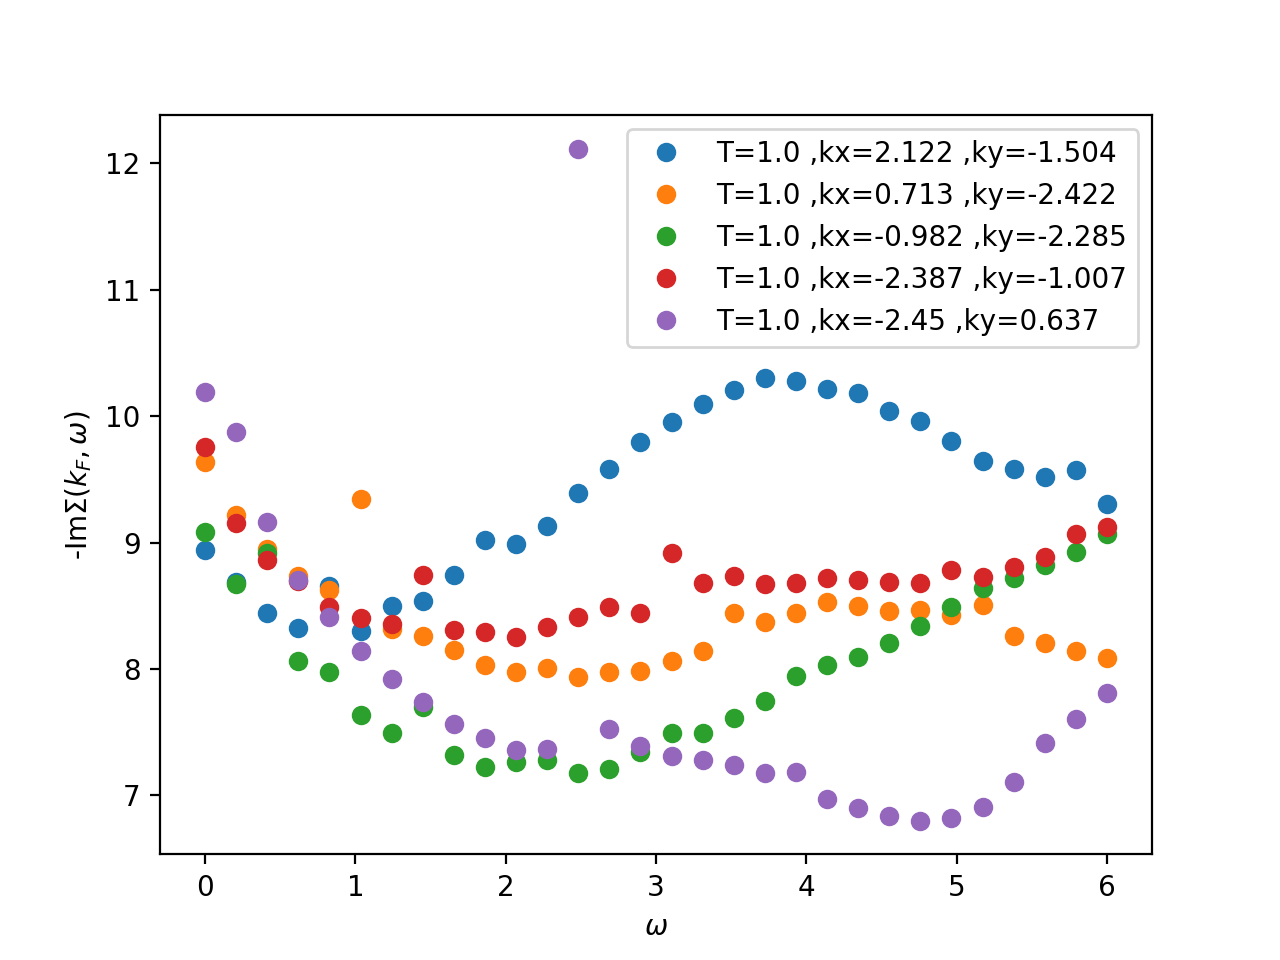 12
11
10
9
8
7
-ImΣ(k_F, ω)
T=1.0 ,kx=2.122 ,ky=-1.504
T=1.0 ,kx=0.713 ,ky=-2.422
T=1.0 ,kx=-0.982 ,ky=-2.285
T=1.0 ,kx=-2.387 ,ky=-1.007
T=1.0 ,kx=-2.45 ,ky=0.637
0 1 2 3 4 5 6
ω